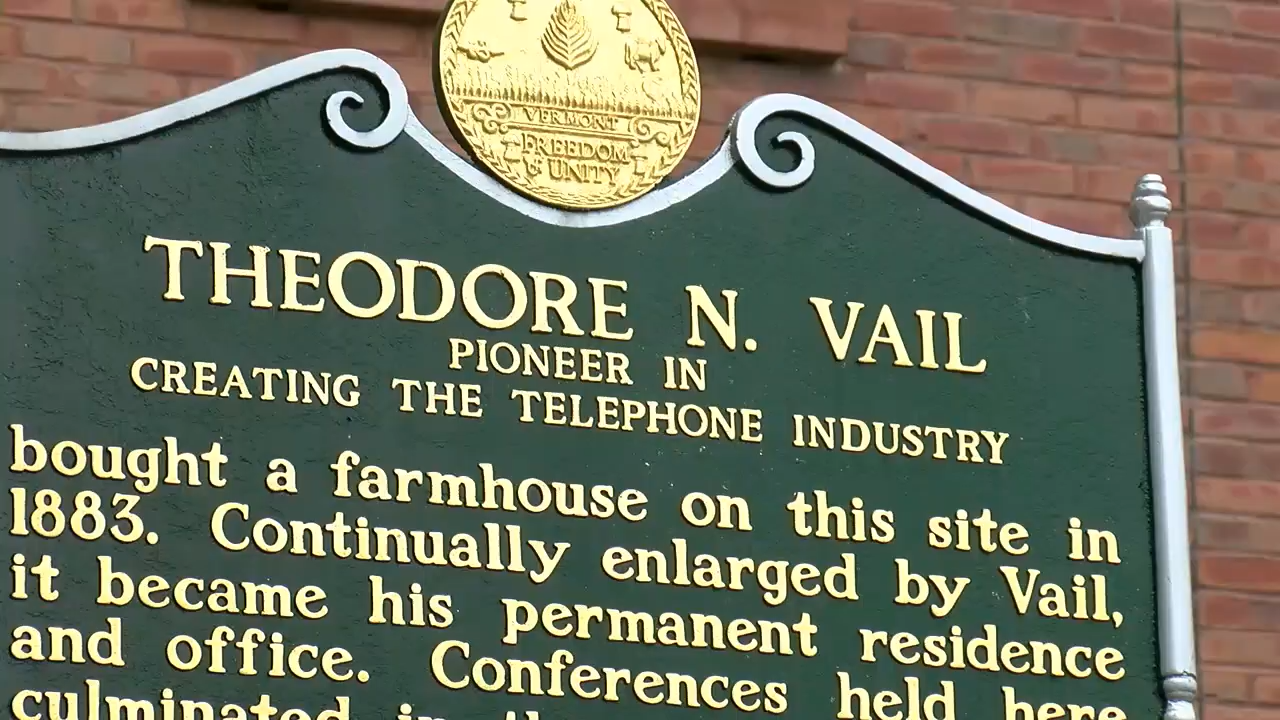 VERMONT
FREEDOM
& UNITY
THEODORE N. VAIL
PIONEER IN
CREATING THE TELEPHONE INDUSTRY
bought a farmhouse on this site in
1883. Continually enlarged by Vail,
it became his permanent residence
and office. Conferences held here
culminated in